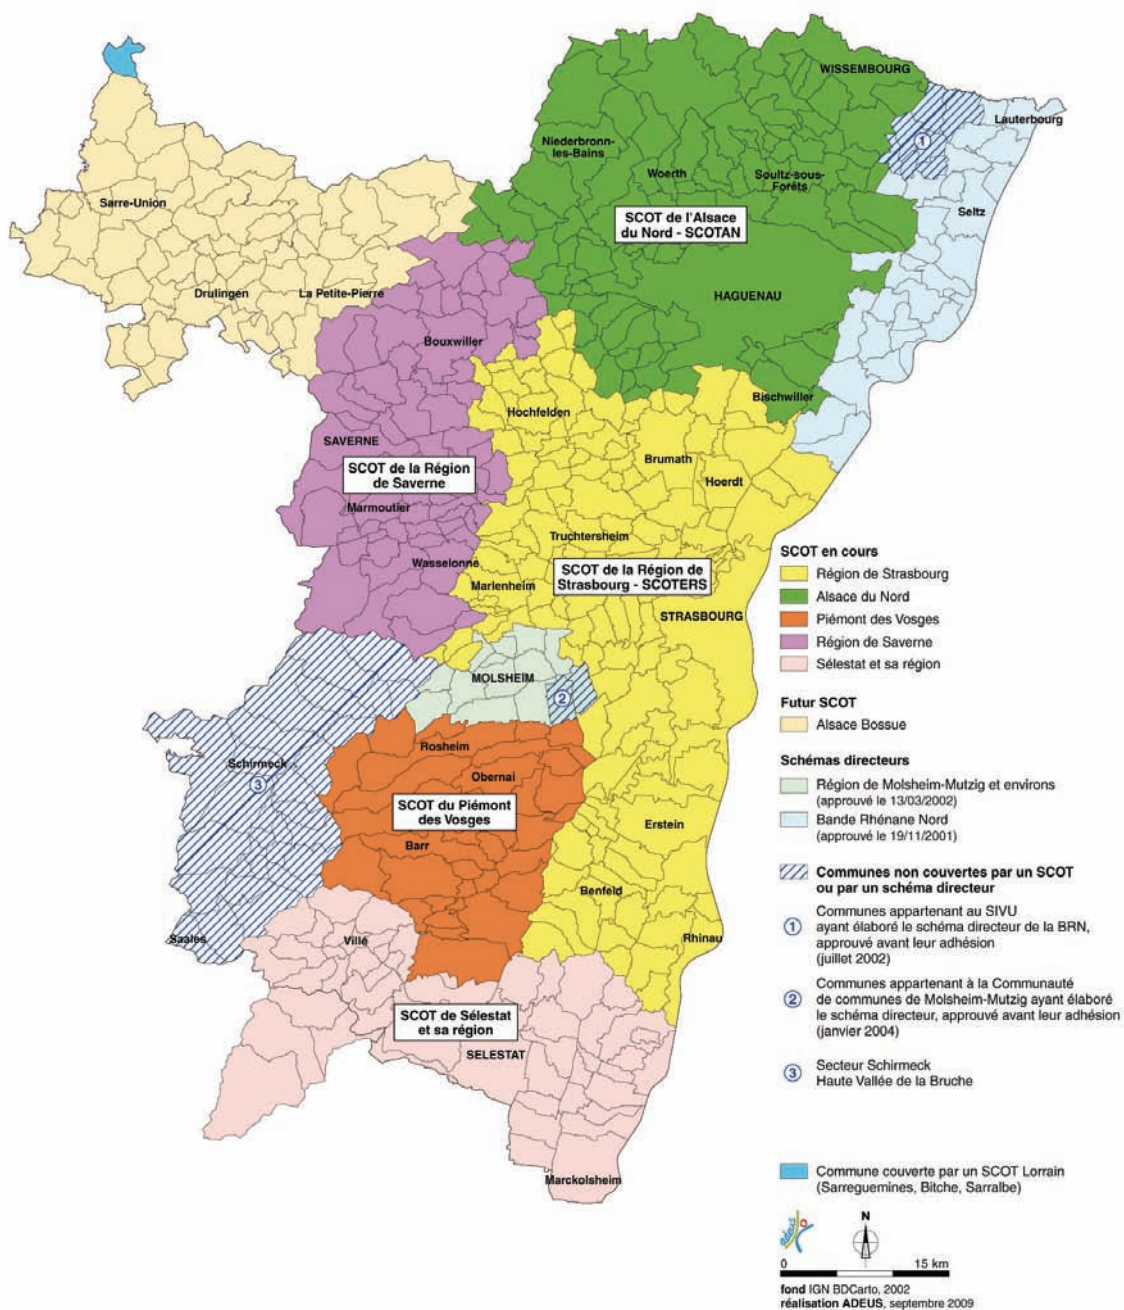 WISSEMBOURG
Lauterbourg
Niederbronn-
les-Bains
1
Woerth
Soultz-sous-
Forêts
Sarre-Union
Seltz
SCOT de l'Alsace
du Nord - SCOTAN
Drulingen
La Petite-Pierre
HAGUENAU
Bouxwiller
Bischwiller
Hochfelden
SAVERNE
Brumath
SCOT de la Région
de Saverne
Hoerdt
Marmoutier
Truchtersheim
Wasselonne
SCOT de la Région de
Strasbourg - SCOTERS
Marlenheim
STRASBOURG
MOLSHEIM
2
Rosheim
Schirmeck
3
Obernai
SCOT du Piémont
des Vosges
Erstein
Barr
Benfeld
Saales
Villé
Rhinau
SCOT de Sélestat
et sa région
SELESTAT
Marckolsheim
SCOT en cours
Région de Strasbourg
Alsace du Nord
Piémont des Vosges
Région de Saverne
Sélestat et sa région
Futur SCOT
Alsace Bossue
Schémas directeurs
Région de Molsheim-Mutzig et environs
(approuvé le 13/03/2002)
Bande Rhénane Nord
(approuvé le 19/11/2001)
Communes non couvertes par un SCOT
ou par un schéma directeur
1
Communes appartenant au SIVU
ayant élaboré le schéma directeur de la BRN,
approuvé avant leur adhésion
(juillet 2002)
2
Communes appartenant à la Communauté
de communes de Molsheim-Mutzig ayant élaboré
le schéma directeur, approuvé avant leur adhésion
(janvier 2004)
3
Secteur Schirmeck
Haute Vallée de la Bruche
Commune couverte par un SCOT Lorrain
(Sarreguemines, Bitche, Sarralbe)
adeus
N
0 15 km
fond IGN BDCarto, 2002
réalisation ADEUS, septembre 2009